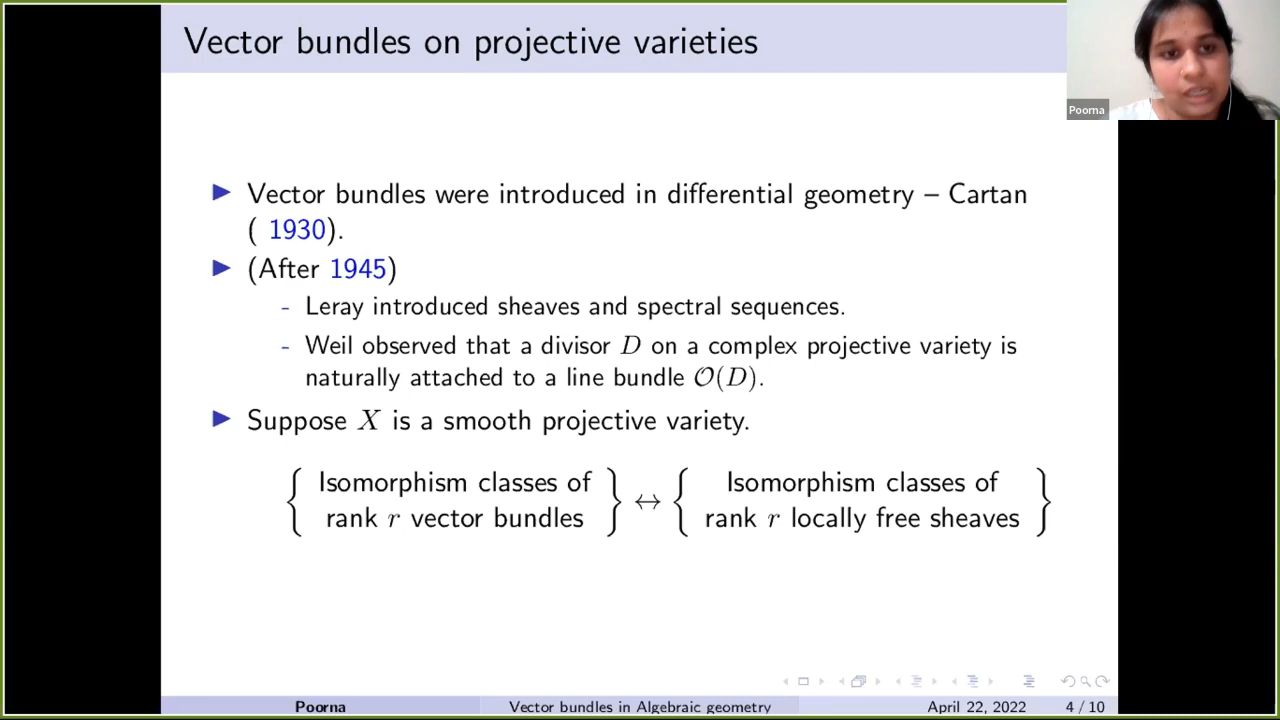 Vector bundles on projective varieties
Poorna
▶ Vector bundles were introduced in differential geometry – Cartan
( 1930).
▶ (After 1945)
- Leray introduced sheaves and spectral sequences.
- Weil observed that a divisor D on a complex projective variety is
naturally attached to a line bundle 𝒪(D).
▶ Suppose X is a smooth projective variety.
{ Isomorphism classes of } ↔ { Isomorphism classes of }
{ rank r vector bundles } { rank r locally free sheaves }
Poorna Vector bundles in Algebraic geometry April 22, 2022 4 / 10